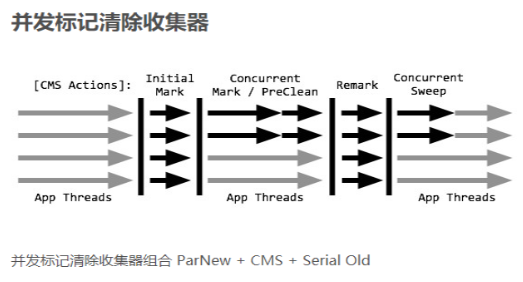 并发标记清除收集器
[CMS Actions]:
Initial
Mark
Concurrent
Mark / PreClean
Remark
Concurrent
Sweep
App Threads
App Threads
App Threads
并发标记清除收集器组合 ParNew + CMS + Serial Old